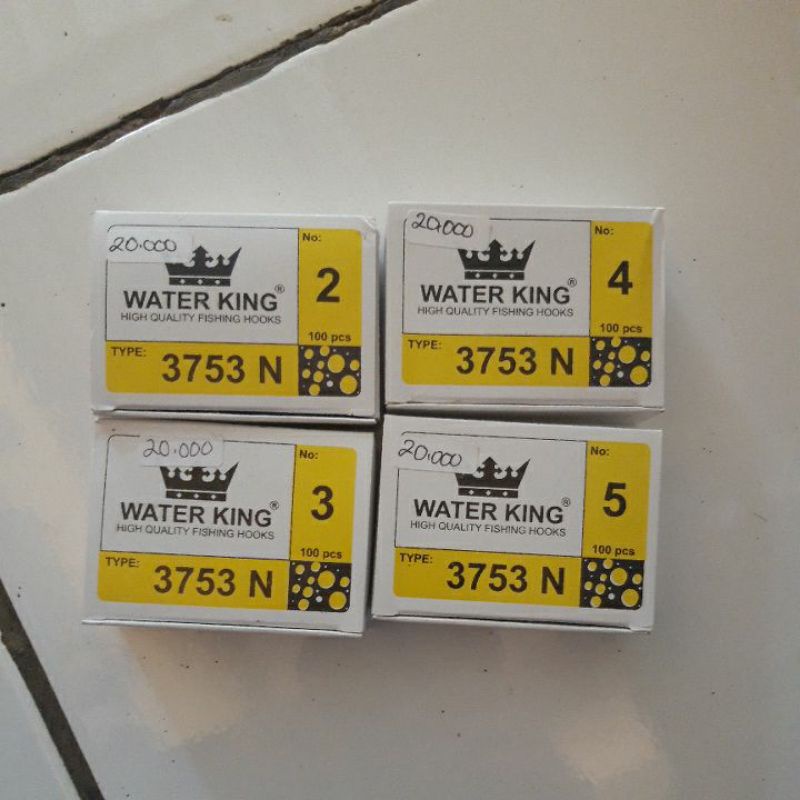 20.000
WATER KING®
HIGH QUALITY FISHING HOOKS
No:
2
100 pcs
TYPE:
3753 N
20.000
WATER KING®
HIGH QUALITY FISHING HOOKS
No:
4
100 pcs
TYPE:
3753 N
20.000
WATER KING®
HIGH QUALITY FISHING HOOKS
No:
3
100 pcs
TYPE:
3753 N
20.000
WATER KING®
HIGH QUALITY FISHING HOOKS
No:
5
100 pcs
TYPE:
3753 N